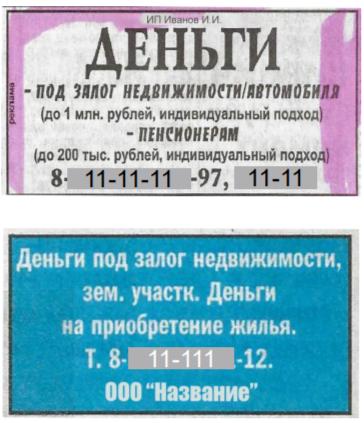 ИП Иванов И.И.
реклама
ДЕНЬГИ
- ПОД ЗАЛОГ НЕДВИЖИМОСТИ/АВТОМОБИЛЯ
(до 1 млн. рублей, индивидуальный подход)
- ПЕНСИОНЕРАМ
(до 200 тыс. рублей, индивидуальный подход)
8- 11-11-11 -97, 11-11
Деньги под залог недвижимости,
зем. участк. Деньги
на приобретение жилья.
Т. 8- 11-111 -12.
ООО "Название"